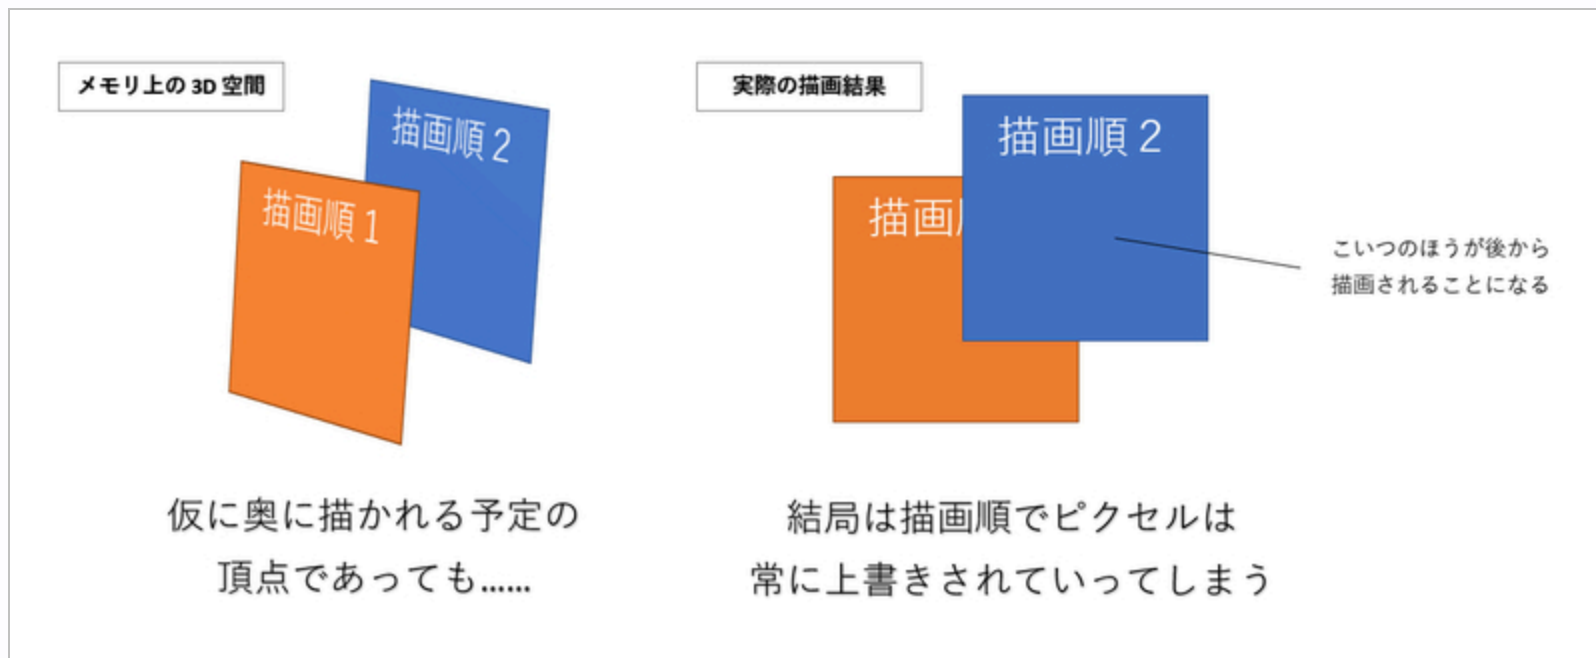 メモリ上の 3D 空間
描画順 2
描画順 1
仮に奥に描かれる予定の
頂点であっても……
実際の描画結果
描画順 2
描画
こいつのほうが後から
描画されることになる
結局は描画順でピクセルは
常に上書きされていってしまう